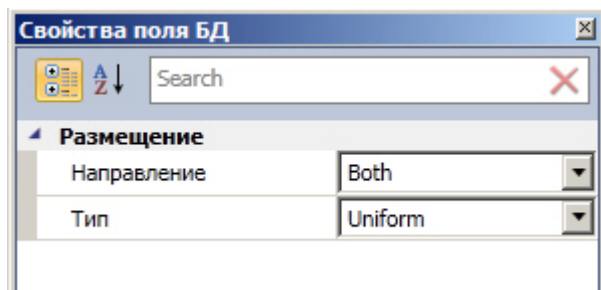 Свойства поля БД
A
Z
Search
Размещение
Направление Both
Тип Uniform